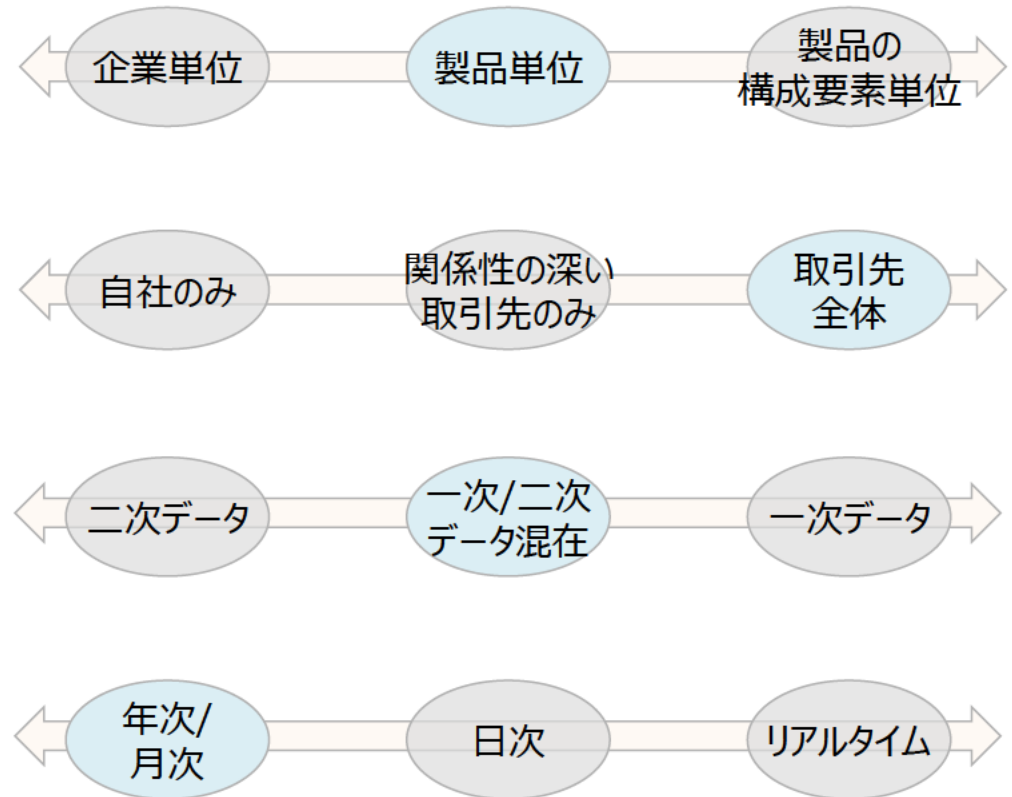 企業単位
製品単位
製品の
構成要素単位
自社のみ
関係性の深い
取引先のみ
取引先
全体
二次データ
一次/二次
データ混在
一次データ
年次/
月次
日次
リアルタイム